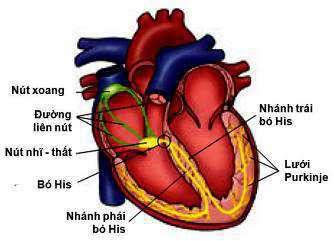 Nút xoang
Đường
liên nút
Nút nhĩ - thất
Bó His
Nhánh phải
bó His
Nhánh trái
bó His
Lưới
Purkinje